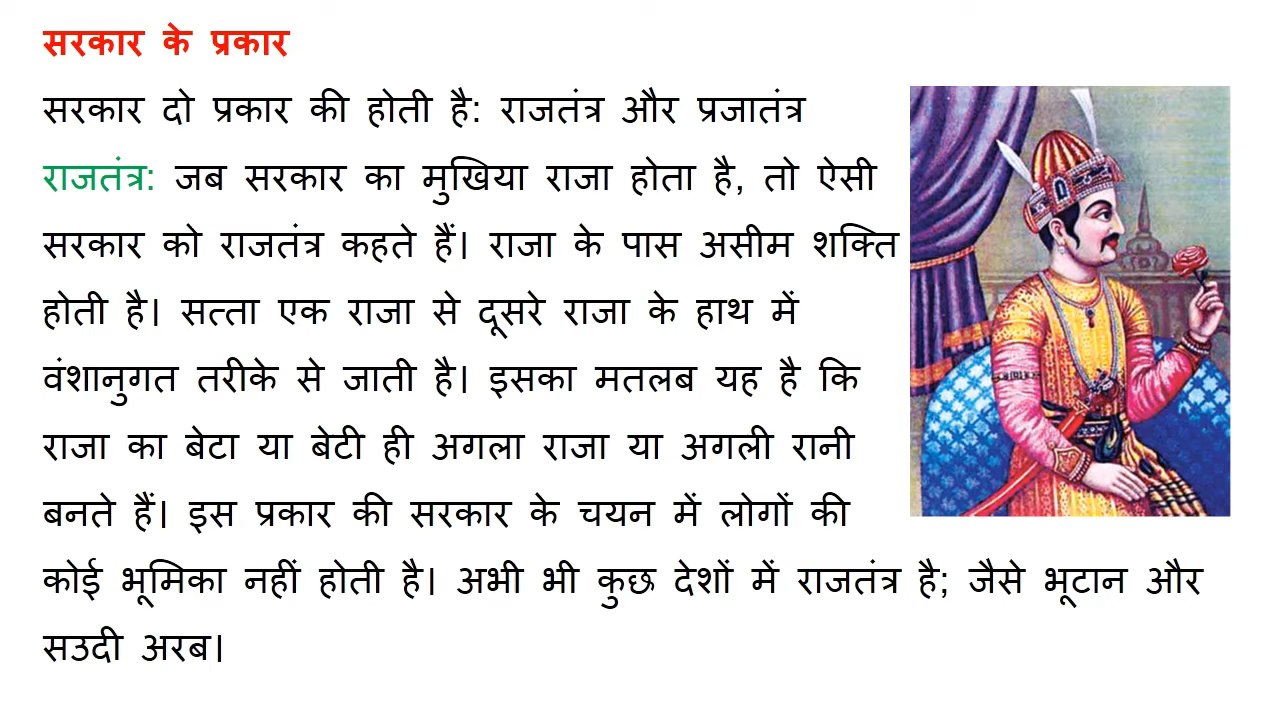 सरकार के प्रकार
सरकार दो प्रकार की होती है: राजतंत्र और प्रजातंत्र
राजतंत्र: जब सरकार का मुखिया राजा होता है, तो ऐसी
सरकार को राजतंत्र कहते हैं। राजा के पास असीम शक्ति
होती है। सत्ता एक राजा से दूसरे राजा के हाथ में
वंशानुगत तरीके से जाती है। इसका मतलब यह है कि
राजा का बेटा या बेटी ही अगला राजा या अगली रानी
बनते हैं। इस प्रकार की सरकार के चयन में लोगों की
कोई भूमिका नहीं होती है। अभी भी कुछ देशों में राजतंत्र है; जैसे भूटान और
सउदी अरब।